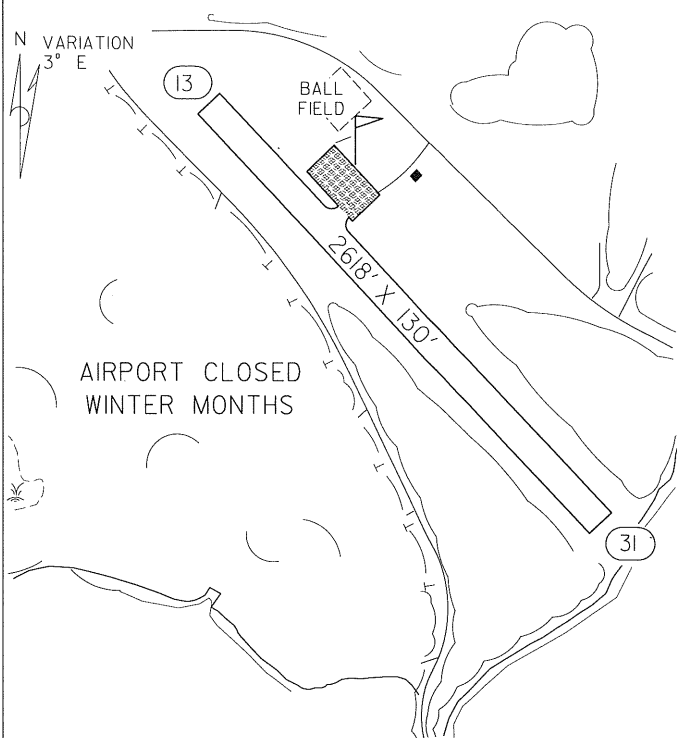 N VARIATION
3° E
13
BALL
FIELD
2618' X 130'
AIRPORT CLOSED
WINTER MONTHS
31